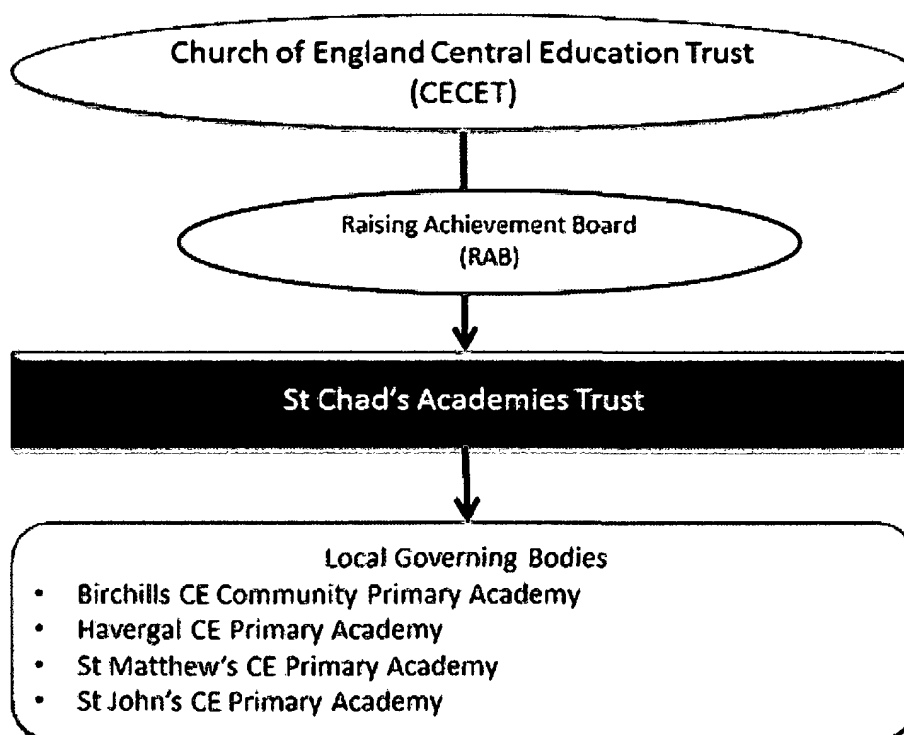 Church of England Central Education Trust
(CECET)
Raising Achievement Board
(RAB)
St Chad's Academies Trust
Local Governing Bodies
• Birchills CE Community Primary Academy
• Havergal CE Primary Academy
• St Matthew's CE Primary Academy
• St John's CE Primary Academy